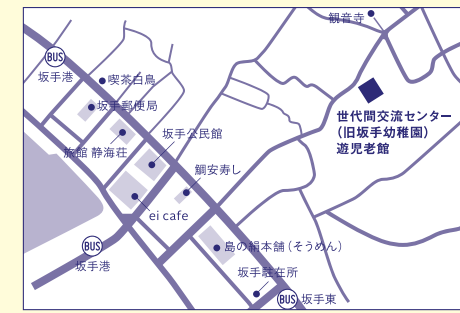 観音寺
BUS
坂手港
喫茶白鳥
坂手郵便局
世代間交流センター
(旧坂手幼稚園)
遊児老館
旅館 静海荘
坂手公民館
鯛安寿し
ei cafe
BUS
坂手港
島の絹本舗(そうめん)
坂手駐在所
BUS 坂手東